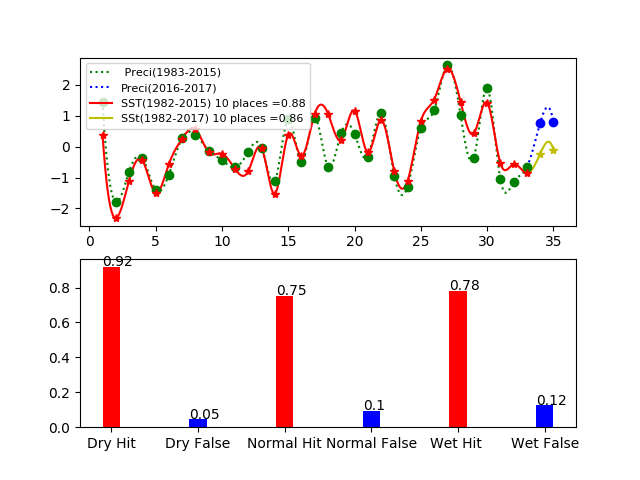 Preci(1983-2015)
Preci(2016-2017)
SST(1982-2015) 10 places =0.88
SSt(1982-2017) 10 places =0.86
2
1
0
−1
−2
0 5 10 15 20 25 30 35
0.92 0.75 0.78
0.05 0.1 0.12
0.8
0.6
0.4
0.2
0.0
Dry Hit Dry False Normal Hit Normal False Wet Hit Wet False